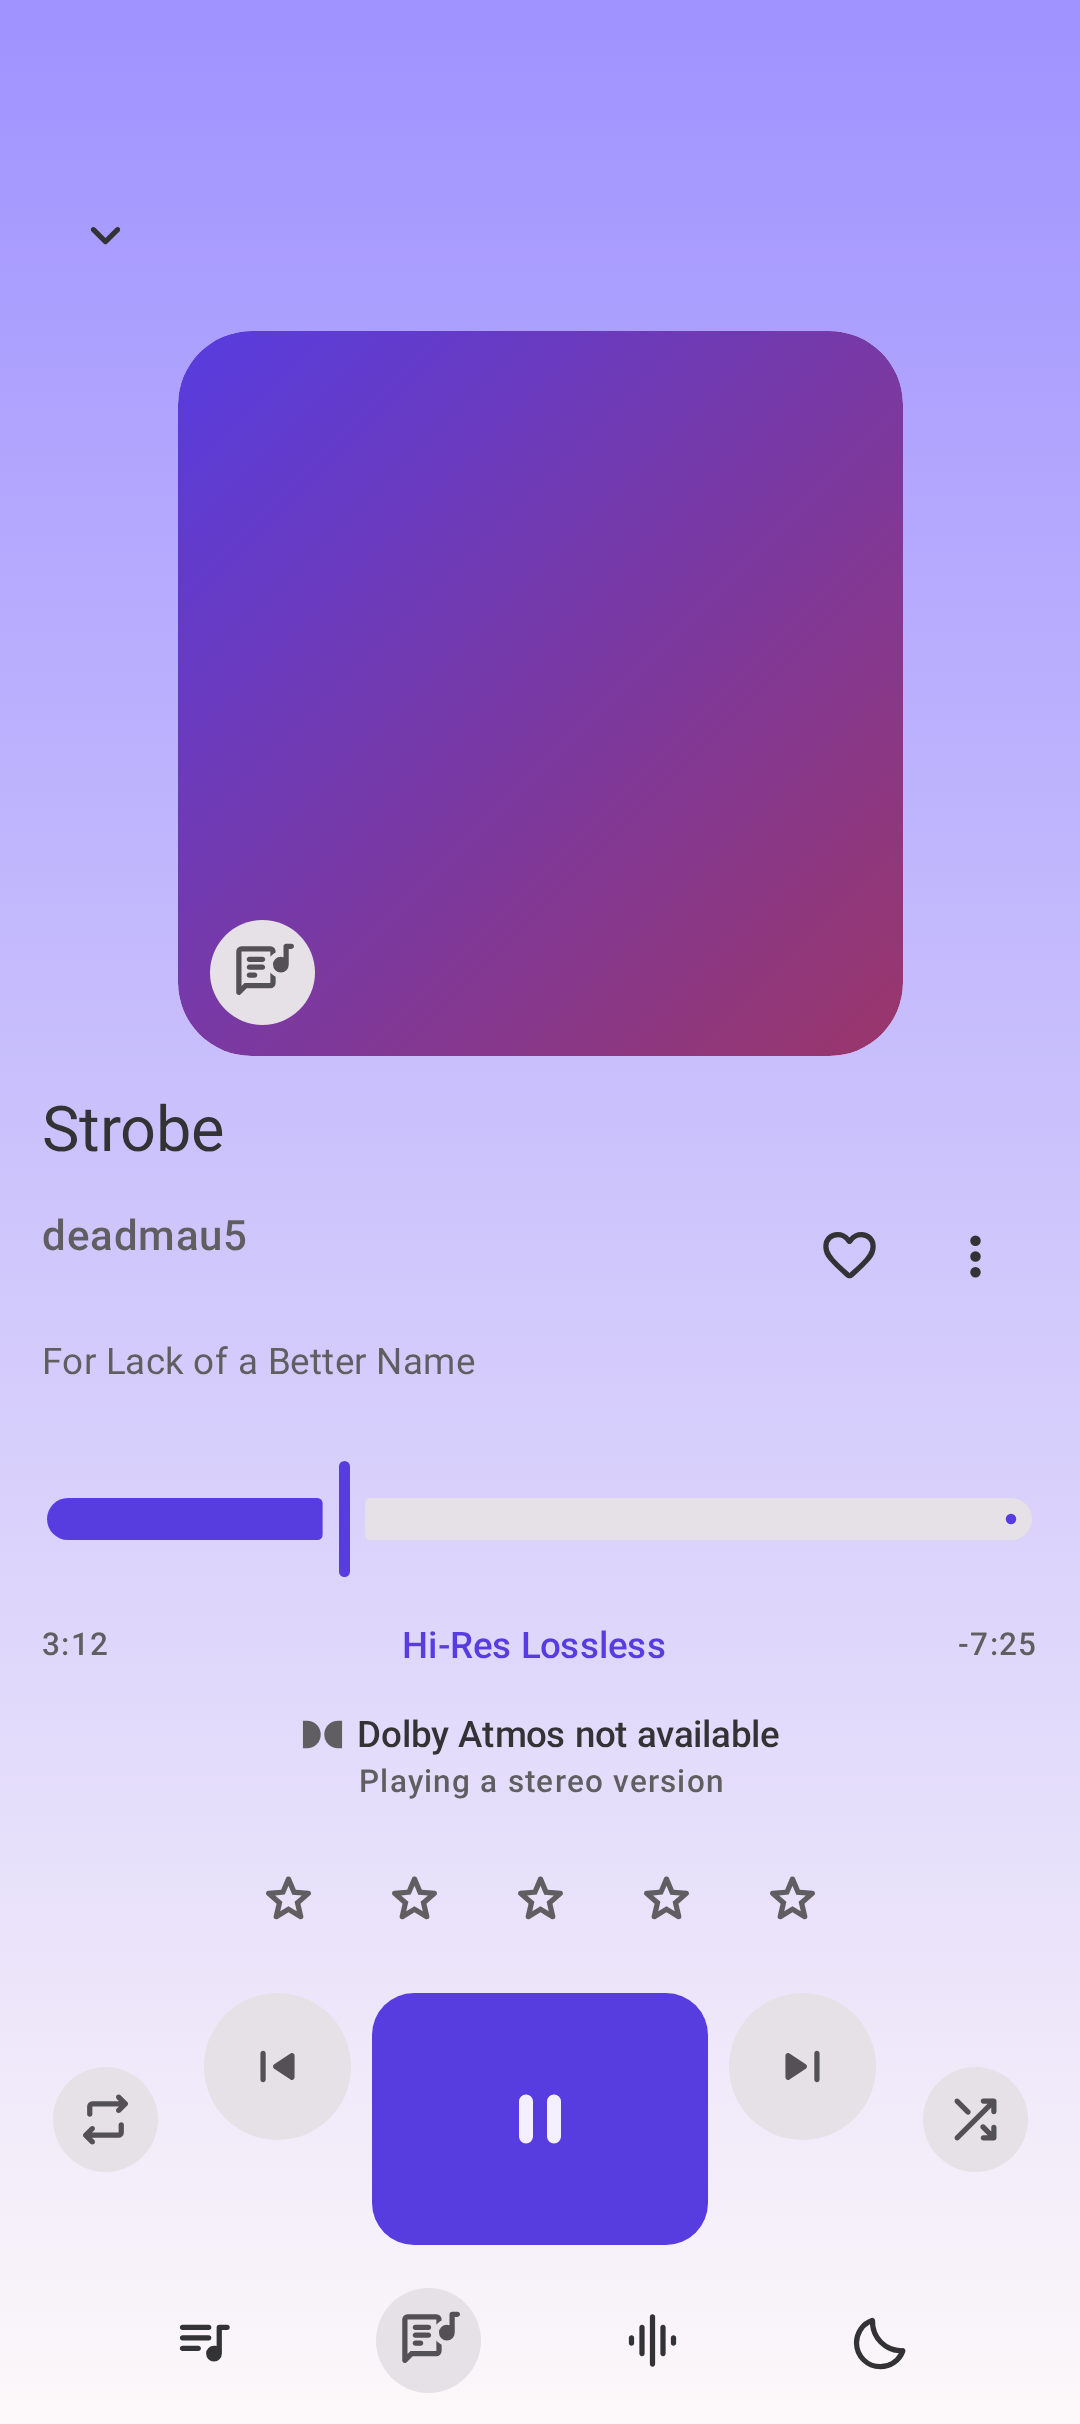 Strobe
deadmau5
For Lack of a Better Name
3:12
Hi-Res Lossless
-7:25
Dolby Atmos not available
Playing a stereo version